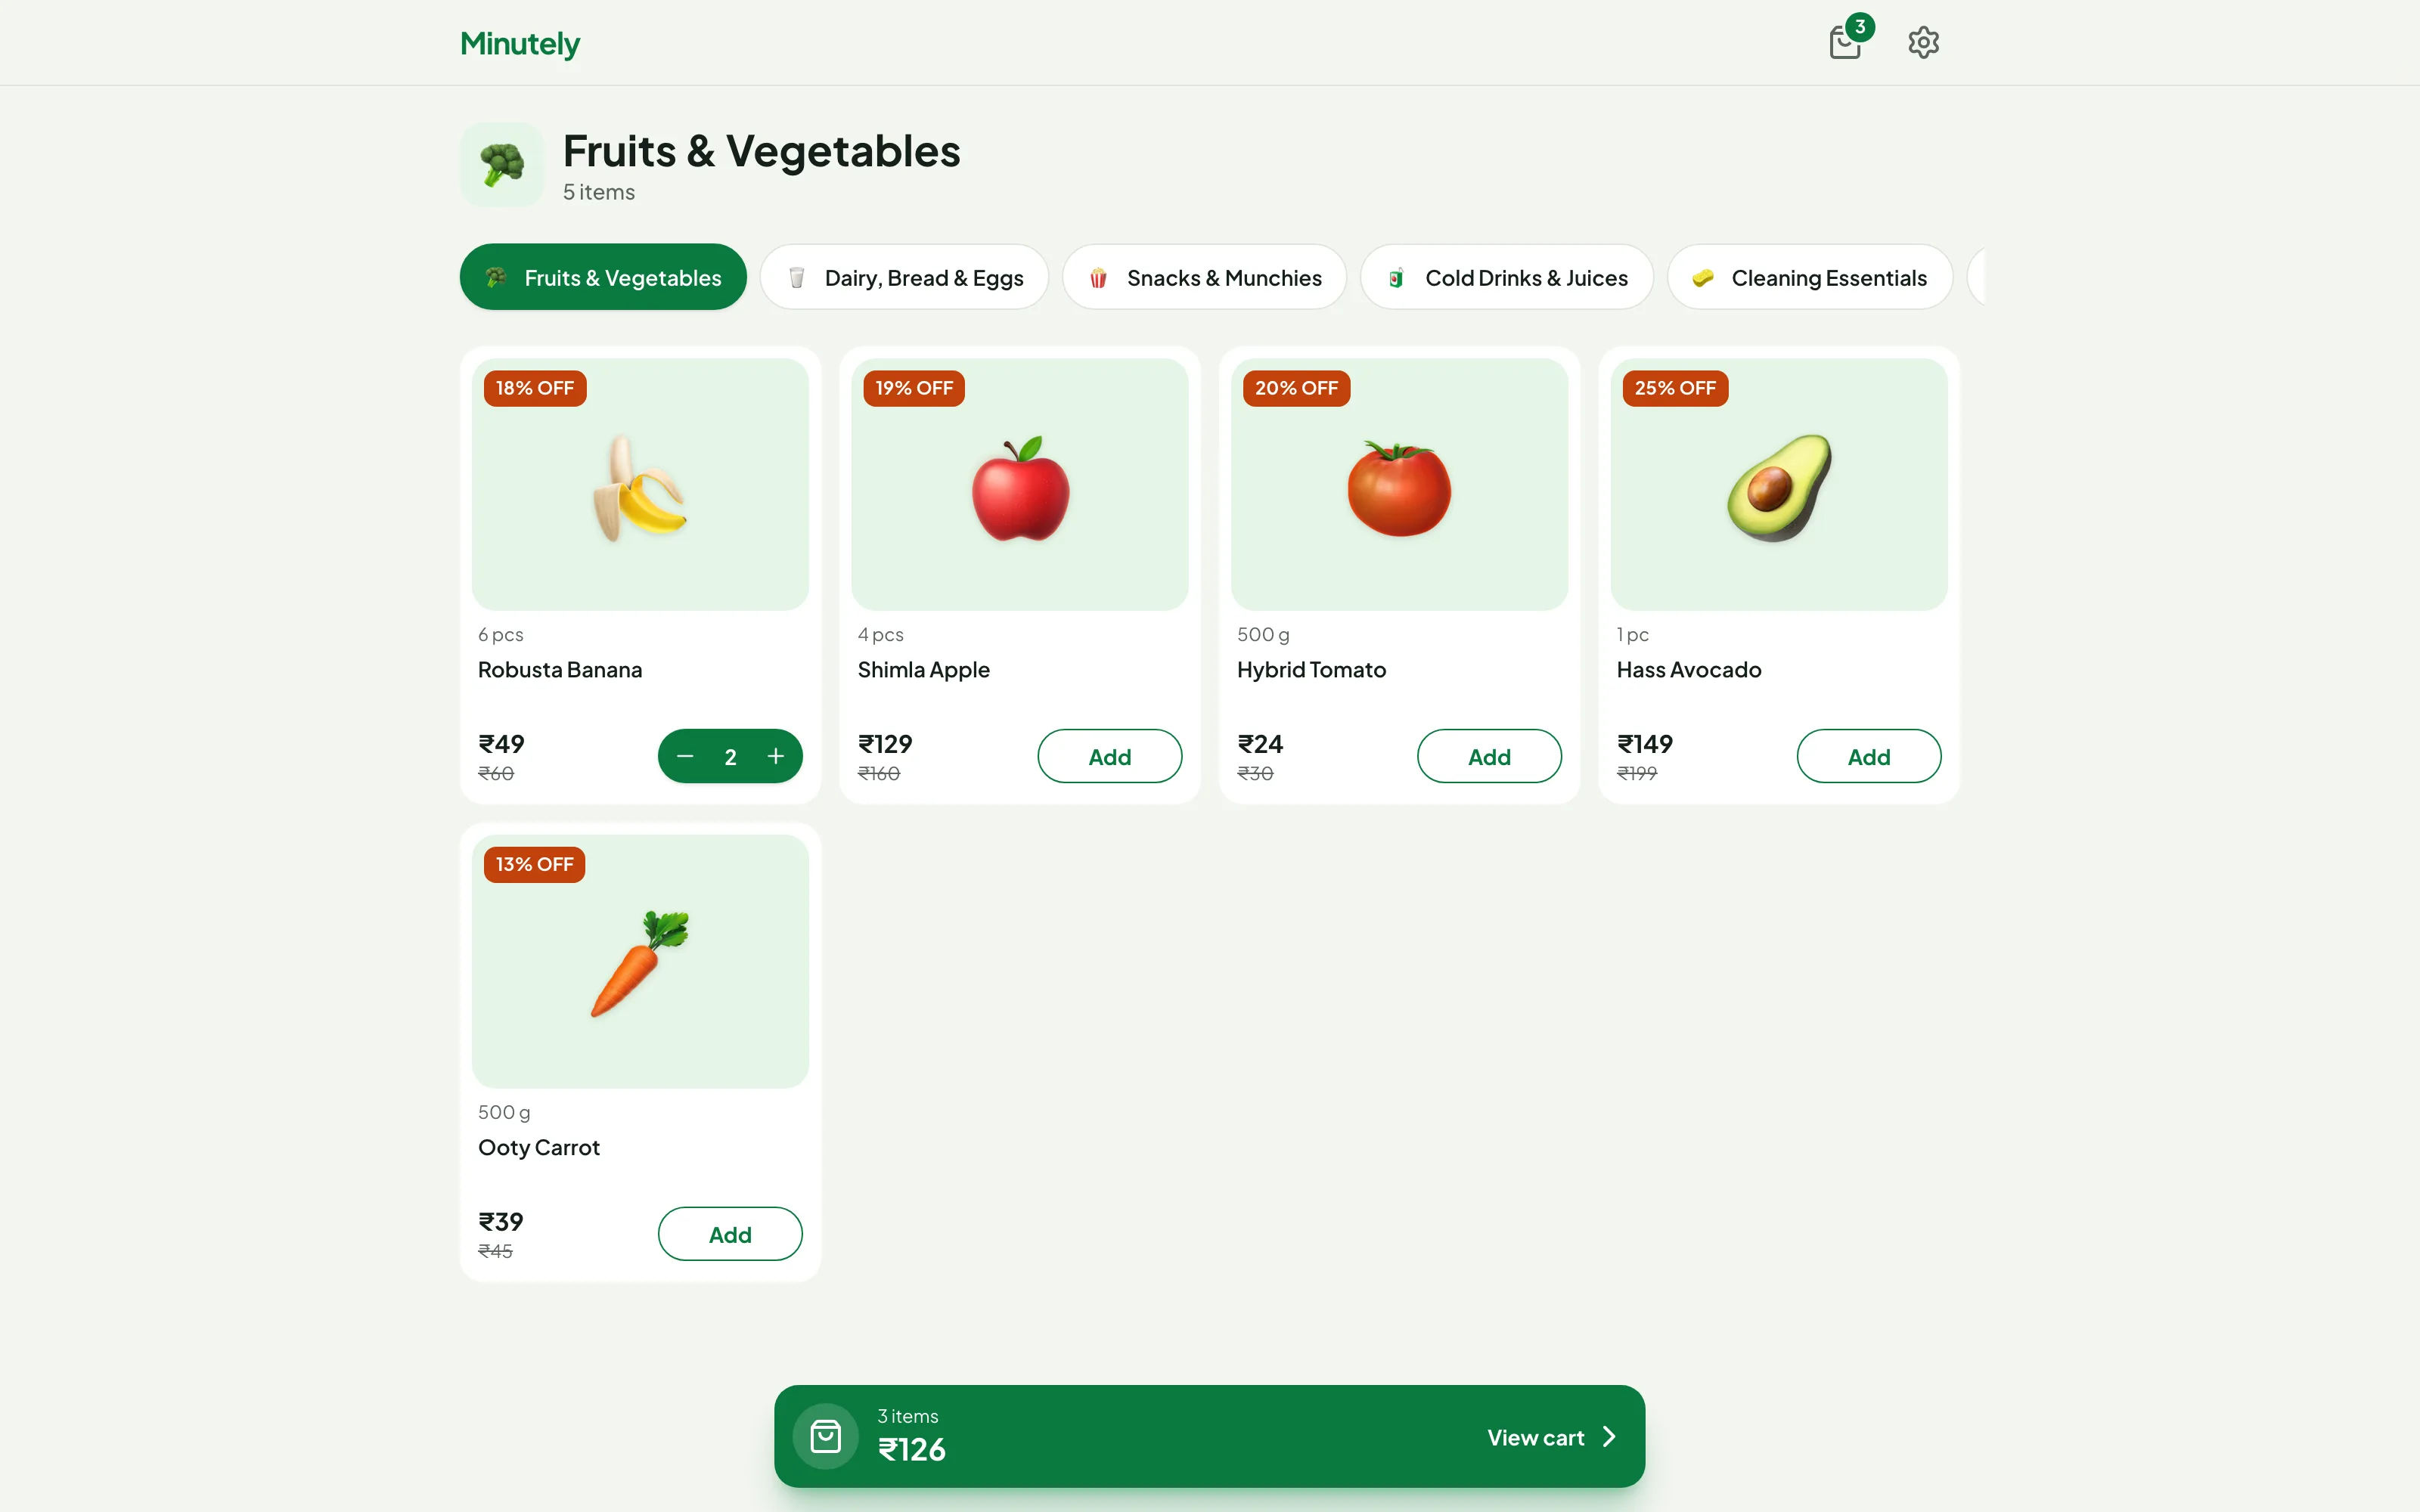 Minutely
3
Fruits & Vegetables
5 items
Fruits & Vegetables
Dairy, Bread & Eggs
Snacks & Munchies
Cold Drinks & Juices
Cleaning Essentials
18% OFF
6 pcs
Robusta Banana
₹49
₹60
2
19% OFF
4 pcs
Shimla Apple
₹129
₹160
Add
20% OFF
500 g
Hybrid Tomato
₹24
₹30
Add
25% OFF
1 pc
Hass Avocado
₹149
₹199
Add
13% OFF
500 g
Ooty Carrot
₹39
₹45
Add
3 items
₹126
View cart